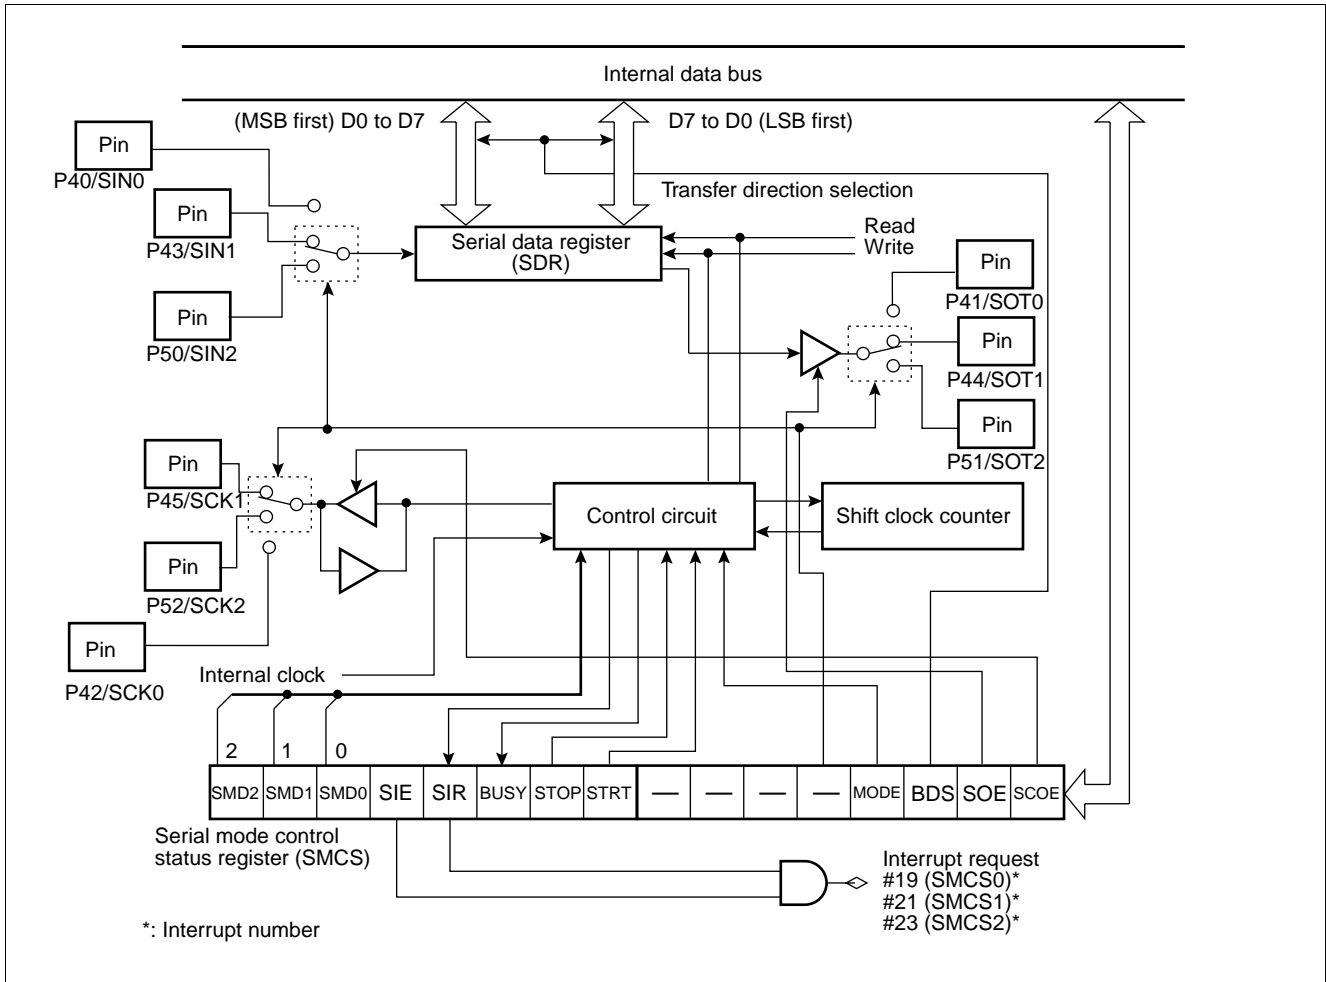 Internal data bus
(MSB first) D0 to D7
D7 to D0 (LSB first)
Pin
P40/SIN0
Transfer direction selection
Pin
P43/SIN1
Serial data register
(SDR)
Read
Write
Pin
P41/SOT0
Pin
P50/SIN2
Pin
P44/SOT1
Pin
P51/SOT2
Pin
P45/SCK1
Control circuit
Shift clock counter
Pin
P52/SCK2
Pin
P42/SCK0
Internal clock
2 1 0
SMD2 SMD1 SMD0 SIE SIR BUSY STOP STRT — — — — MODE BDS SOE SCOE
Serial mode control
status register (SMCS)
Interrupt request
#19 (SMCS0)*
#21 (SMCS1)*
#23 (SMCS2)*
*: Interrupt number